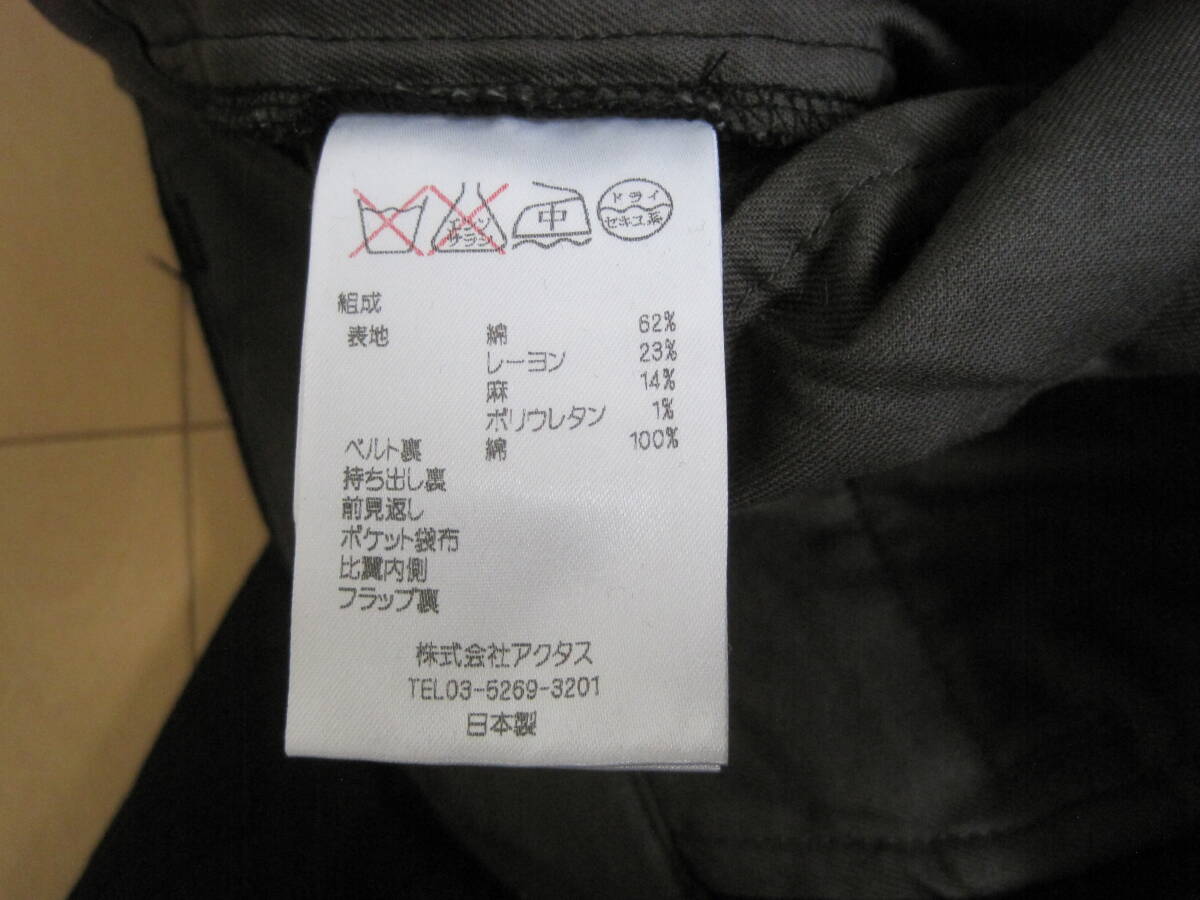 エンソ
サラシ
中
ドライ
セキユ系
組成
表地 綿 62%
レーヨン 23%
麻 14%
ポリウレタン 1%
ベルト裏 綿 100%
持ち出し裏
前見返し
ポケット袋布
比翼内側
フラップ裏
株式会社アクタス
TEL03-5269-3201
日本製